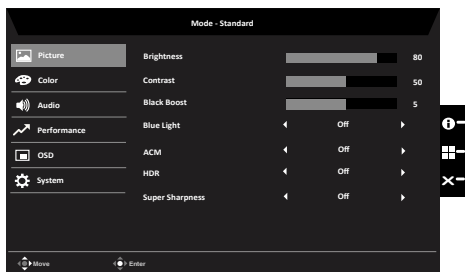 Mode - Standard
Picture
Brightness 80
Color
Contrast 50
Audio
Black Boost 5
Performance
Blue Light Off
OSD
ACM Off
HDR Off
System
Super Sharpness Off
Move Enter